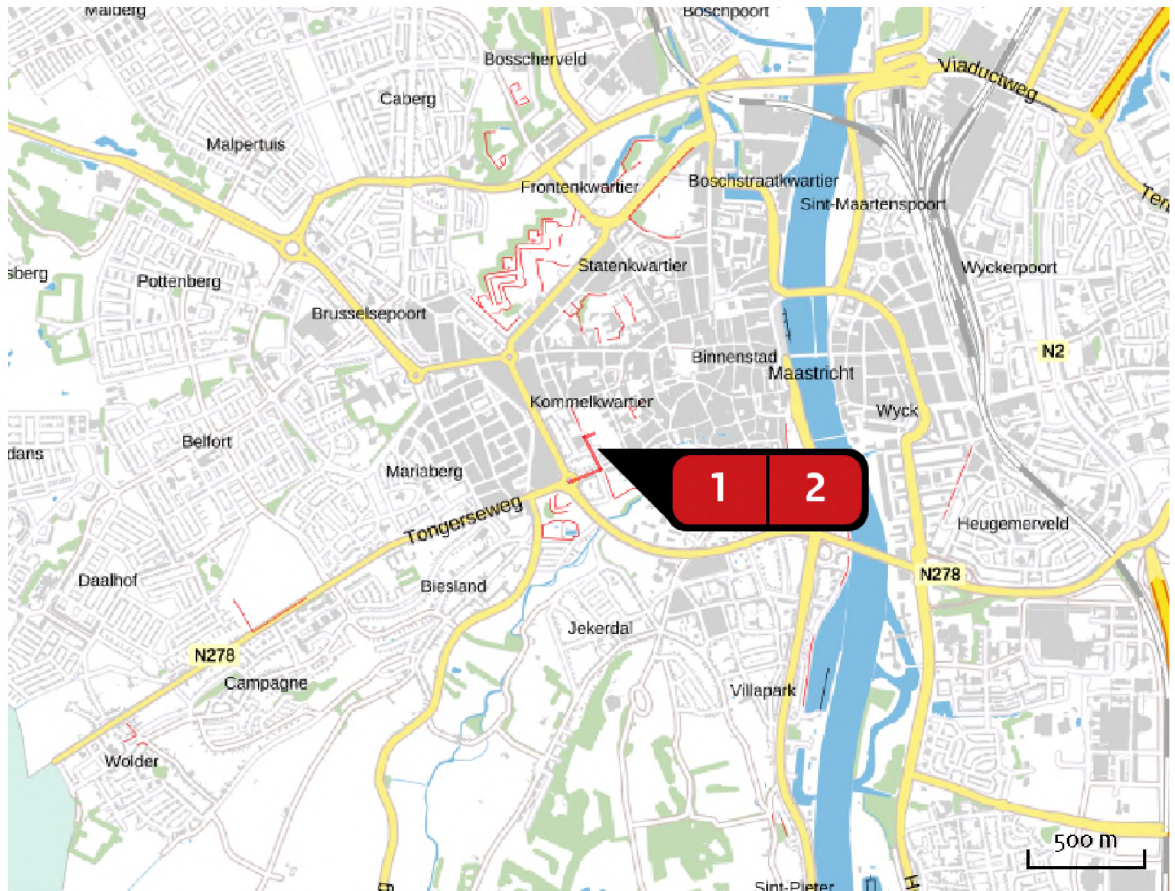 Malberg
Boschpoort
Bosscherveld
Viaductweg
Caberg
Malpertuis
Frontenkwartier
Boschstraatkwartier
Sint-Maartenspoort
Statenkwartier
Wyckerpoort
sberg
Pottenberg
Brusselsepoort
N2
Binnenstad
Maastricht
Kommelkwartier
Wyck
Belfort
dans
Mariaberg
1 2
Tongerseweg
Heugemerveld
Daalhof
Biesland
N278
Jekerdal
N278
Campagne
Villapark
Wolder
500 m
Sint-Pieter